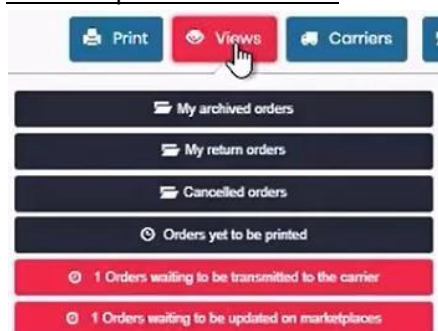 Print Views Carriers
My archived orders
My return orders
Cancelled orders
Orders yet to be printed
1 Orders waiting to be transmitted to the carrier
1 Orders waiting to be updated on marketplaces